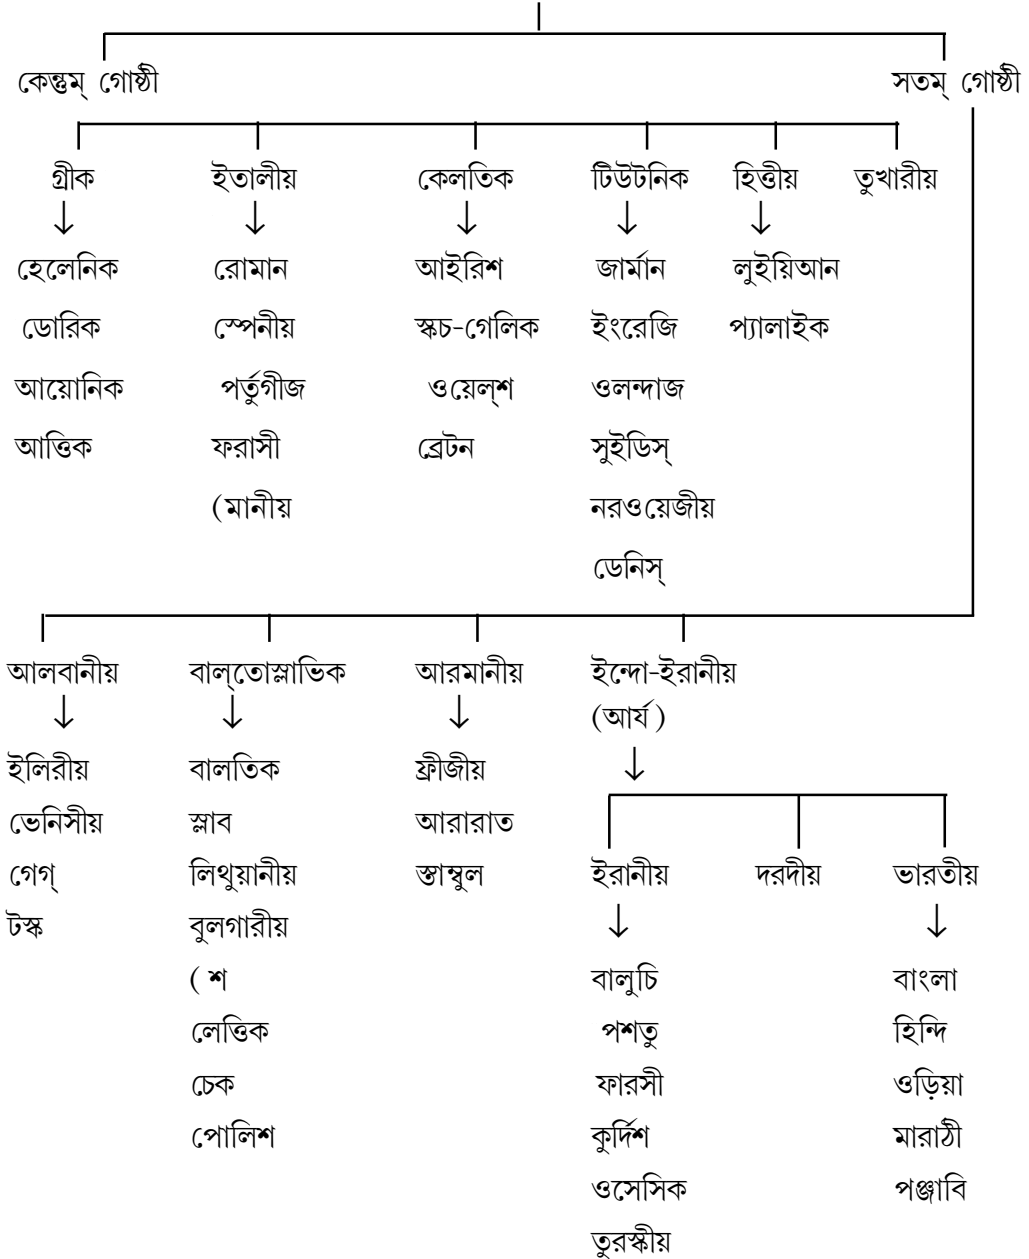 কেন্তুম্ গোষ্ঠী সতম্ গোষ্ঠী
গ্রীক ইতালীয় কেলতিক টিউটনিক হিত্তীয় তুখারীয়
↓ ↓ ↓ ↓ ↓
হেলেনিক রোমান আইরিশ জার্মান লুইয়িআন
ডোরিক স্পেনীয় স্কচ-গেলিক ইংরেজি প্যালাইক
আয়োনিক পর্তুগীজ ওয়েল্‌শ ওলন্দাজ
আত্তিক ফরাসী ব্রেটন সুইডিস্
(মানীয় নরওয়েজীয়
ডেনিস্
আলবানীয় বাল্‌তোস্লাভিক আরমানীয় ইন্দো-ইরানীয়
↓ ↓ ↓ (আর্য)
ইলিরীয় বালতিক ফ্রীজীয় ↓
ভেনিসীয় স্লাব আরারাত
গেগ্ লিথুয়ানীয় স্তাম্বুল ইরানীয় দরদীয় ভারতীয়
টস্ক বুলগারীয় ↓ ↓
( শ বালুচি বাংলা
লেত্তিক পশতু হিন্দি
চেক ফারসী ওড়িয়া
পোলিশ কুর্দিশ মারাঠী
ওসেসিক পঞ্জাবি
তুরস্কীয়